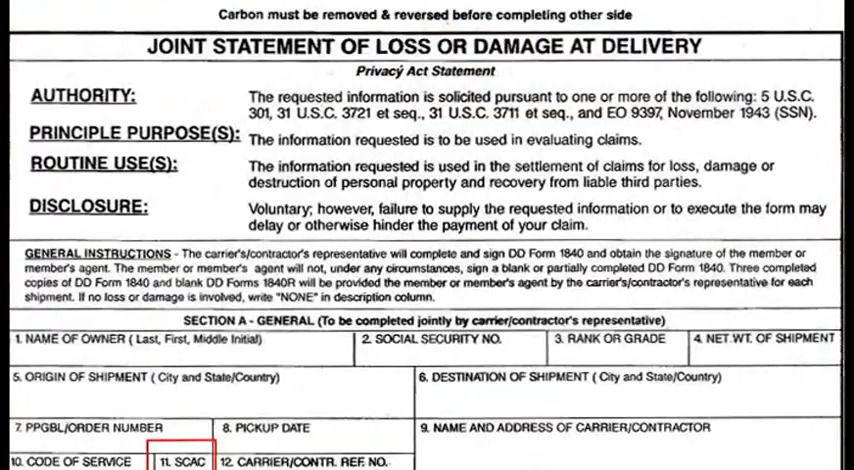 Carbon must be removed & reversed before completing other side
JOINT STATEMENT OF LOSS OR DAMAGE AT DELIVERY
Privacy Act Statement
AUTHORITY: The requested information is solicited pursuant to one or more of the following: 5 U.S.C.
301, 31 U.S.C. 3721 et seq., 31 U.S.C. 3711 et seq., and EO 9397, November 1943 (SSN).
PRINCIPLE PURPOSE(S): The information requested is to be used in evaluating claims.
ROUTINE USE(S): The information requested is used in the settlement of claims for loss, damage or
destruction of personal property and recovery from liable third parties.
DISCLOSURE: Voluntary; however, failure to supply the requested information or to execute the form may
delay or otherwise hinder the payment of your claim.
GENERAL INSTRUCTIONS - The carrier's/contractor's representative will complete and sign DD Form 1840 and obtain the signature of the member or
member's agent. The member or member's agent will not, under any circumstances, sign a blank or partially completed DD Form 1840. Three completed
copies of DD Form 1840 and blank DD Forms 1840R will be provided the member or member's agent by the carrier's/contractor's representative for each
shipment. If no loss or damage is involved, write "NONE" in description column.
SECTION A - GENERAL (To be completed jointly by carrier/contractor's representative)
1. NAME OF OWNER ( Last, First, Middle Initial) 2. SOCIAL SECURITY NO. 3. RANK OR GRADE 4. NET WT. OF SHIPMENT
5. ORIGIN OF SHIPMENT ( City and State/Country) 6. DESTINATION OF SHIPMENT ( City and State/Country)
7. PPGBL/ORDER NUMBER 8. PICKUP DATE 9. NAME AND ADDRESS OF CARRIER/CONTRACTOR
10. CODE OF SERVICE 11. SCAC 12. CARRIER/CONTR. REF. NO.